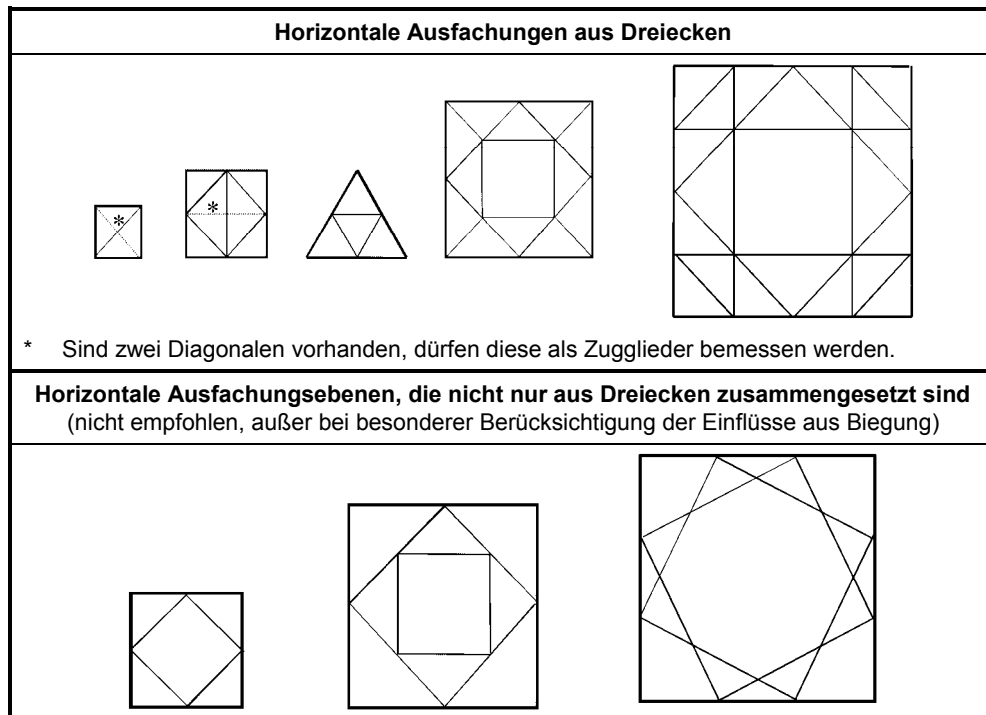 Horizontale Ausfachungen aus Dreiecken
*
*
* Sind zwei Diagonalen vorhanden, dürfen diese als Zugglieder bemessen werden.
Horizontale Ausfachungsebenen, die nicht nur aus Dreiecken zusammengesetzt sind
(nicht empfohlen, außer bei besonderer Berücksichtigung der Einflüsse aus Biegung)